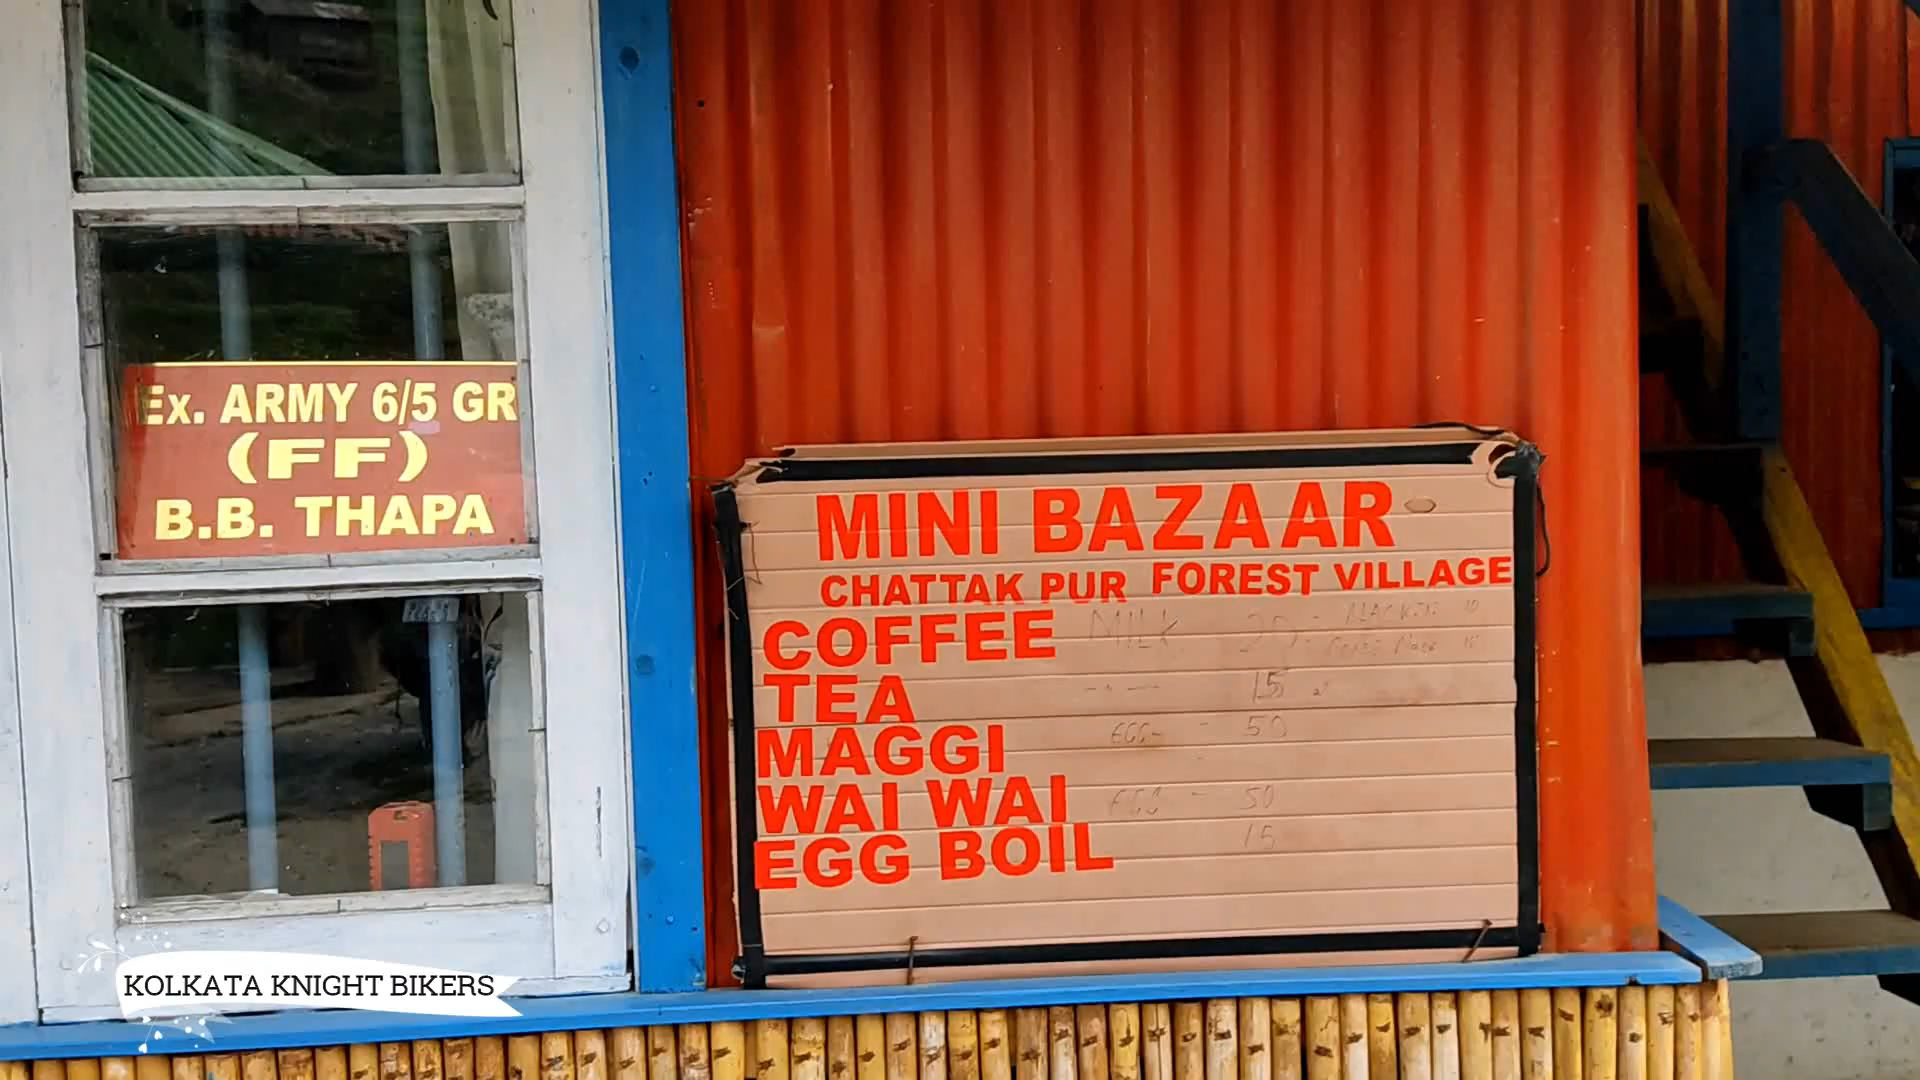 Ex. ARMY 6/5 GR
(FF)
B.B. THAPA
MINI BAZAAR
CHATTAK PUR FOREST VILLAGE
COFFEE MILK 20
TEA 15
MAGGI EGG - 50
WAI WAI EGG - 50
EGG BOIL 15
KOLKATA KNIGHT BIKERS